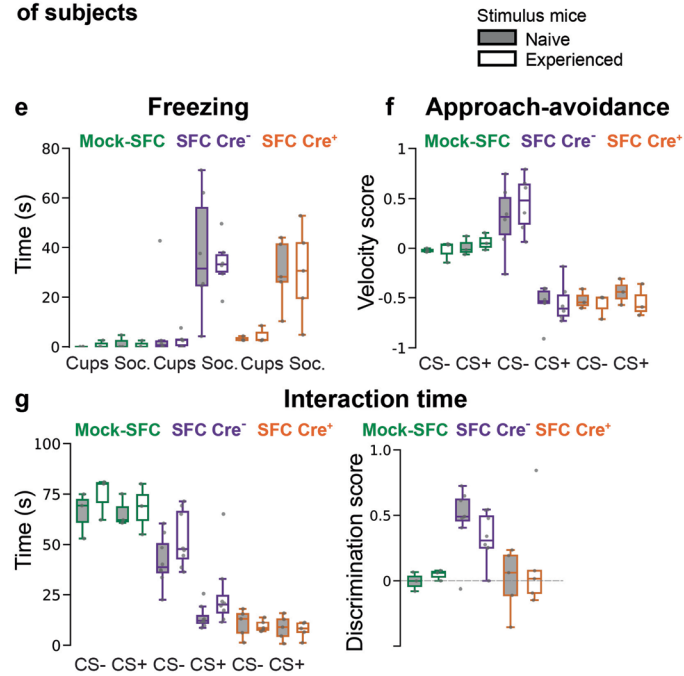 of subjects
Stimulus mice
Naive
Experienced
e
Freezing
Mock-SFC SFC Cre⁻ SFC Cre⁺
Time (s)
80
60
40
20
0
Cups Soc. Cups Soc. Cups Soc.
f
Approach-avoidance
Mock-SFC SFC Cre⁻ SFC Cre⁺
Velocity score
1
0.5
0
-0.5
-1
CS- CS+ CS- CS+ CS- CS+
g
Interaction time
Mock-SFC SFC Cre⁻ SFC Cre⁺
Time (s)
100
75
50
25
0
CS- CS+ CS- CS+ CS- CS+
Mock-SFC SFC Cre⁻ SFC Cre⁺
Discrimination score
1.0
0.5
0